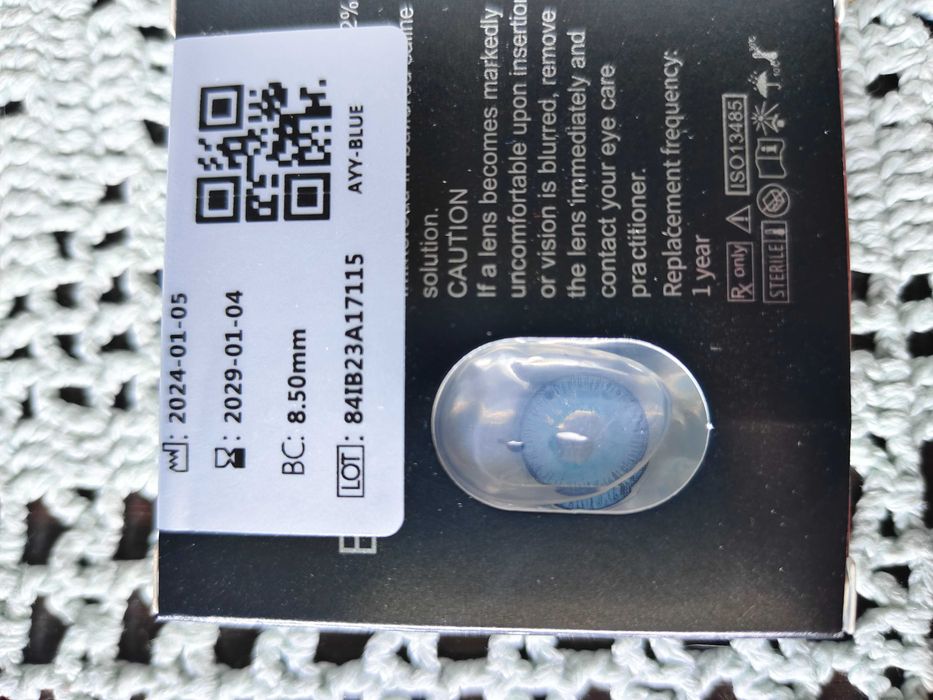 2024-01-05
: 2029-01-04
BC: 8.50mm
LOT: 84IB23A17115
AYY-BLUE
2%
solution.
CAUTION
If a lens becomes markedly
uncomfortable upon insertion
or vision is blurred, remove
the lens immediately and
contact your eye care
practitioner.
Replacement frequency:
1 year
Rx only
ISO13485
STERILE